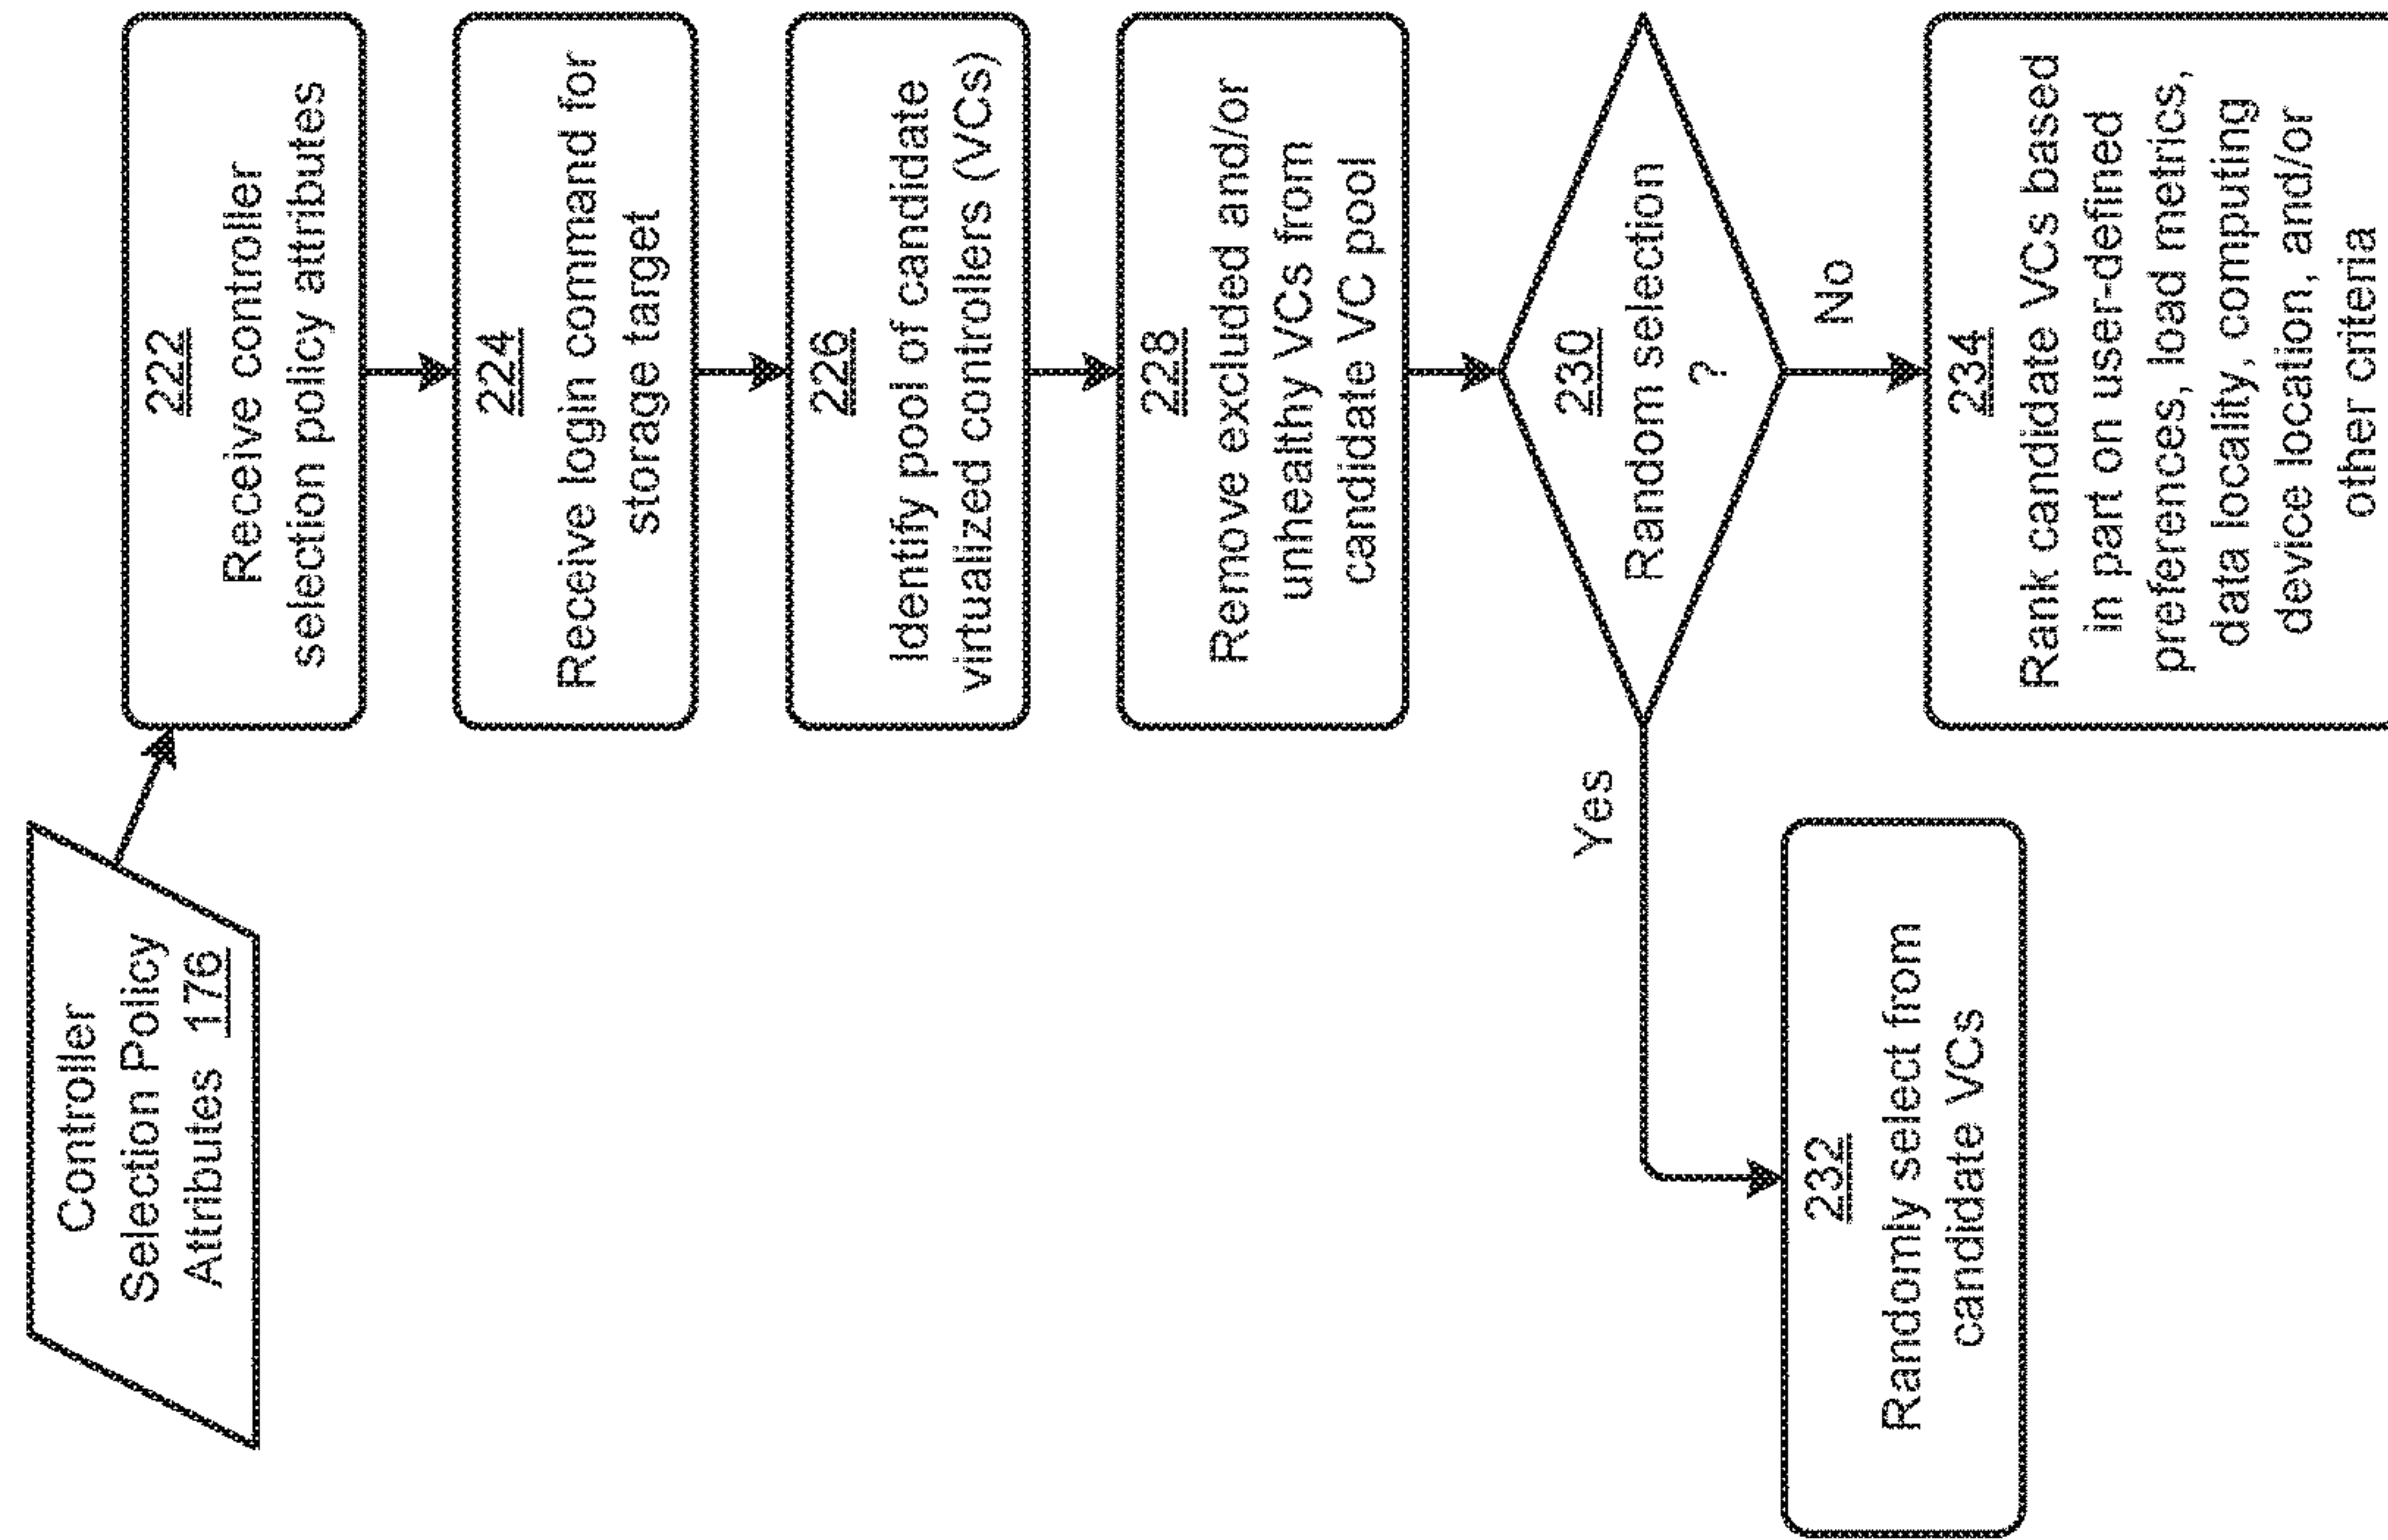 Controller
Selection Policy
Attributes 176
222
Receive controller
selection policy attributes
224
Receive login command for
storage target
226
Identify pool of candidate
virtualized controllers (VCs)
228
Remove excluded and/or
unhealthy VCs from
candidate VC pool
230
Random selection
?
Yes
No
232
Randomly select from
candidate VCs
234
Rank candidate VCs based
in part on user-defined
preferences, load metrics,
data locality, computing
device location, and/or
other criteria